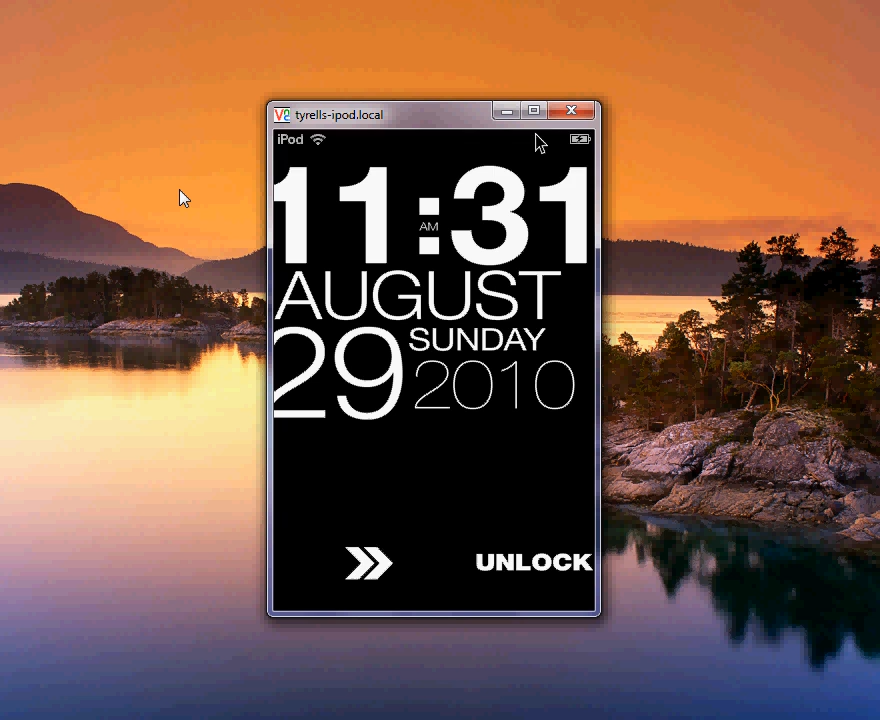 tyrells-ipod.local
iPod
11:31
AM
AUGUST
29 SUNDAY
2010
UNLOCK